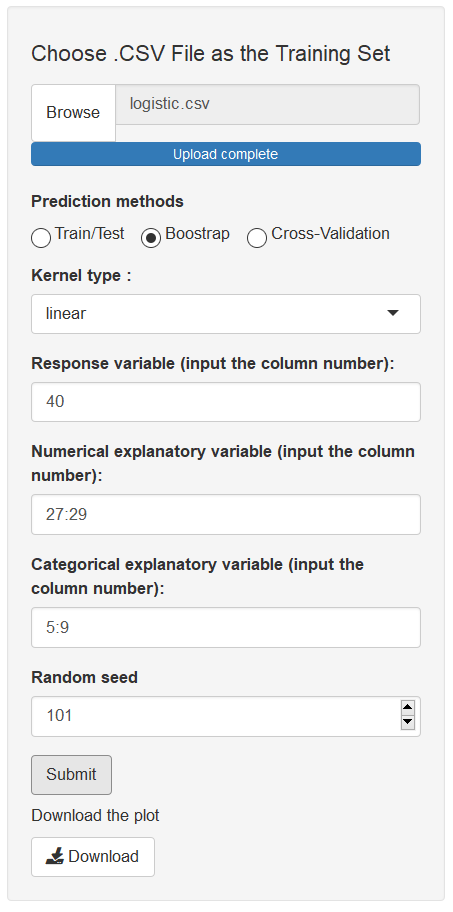 Choose .CSV File as the Training Set
Browse logistic.csv
Upload complete
Prediction methods
Train/Test Boostrap Cross-Validation
Kernel type :
linear
Response variable (input the column number):
40
Numerical explanatory variable (input the column
number):
27:29
Categorical explanatory variable (input the
column number):
5:9
Random seed
101
Submit
Download the plot
Download